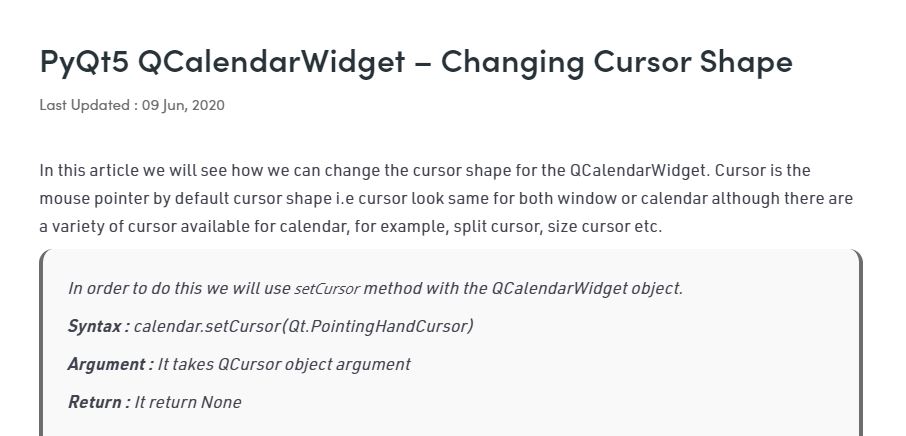 PyQt5 QCalendarWidget – Changing Cursor Shape
Last Updated : 09 Jun, 2020
In this article we will see how we can change the cursor shape for the QCalendarWidget. Cursor is the
mouse pointer by default cursor shape i.e cursor look same for both window or calendar although there are
a variety of cursor available for calendar, for example, split cursor, size cursor etc.
In order to do this we will use setCursor method with the QCalendarWidget object.
Syntax : calendar.setCursor(Qt.PointingHandCursor)
Argument : It takes QCursor object argument
Return : It return None